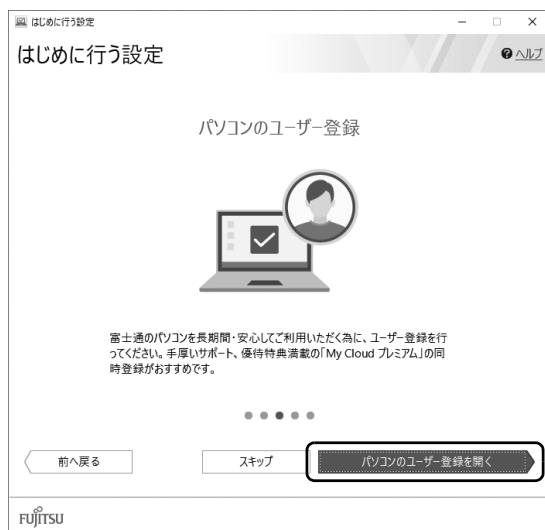 はじめに行う設定
はじめに行う設定
? ヘルプ
パソコンのユーザー登録
富士通のパソコンを長期間・安心してご利用いただく為に、ユーザー登録を行
ってください。手厚いサポート、優待特典満載の「My Cloud プレミアム」の同
時登録がおすすめです。
前へ戻る
スキップ
パソコンのユーザー登録を開く
FUJITSU